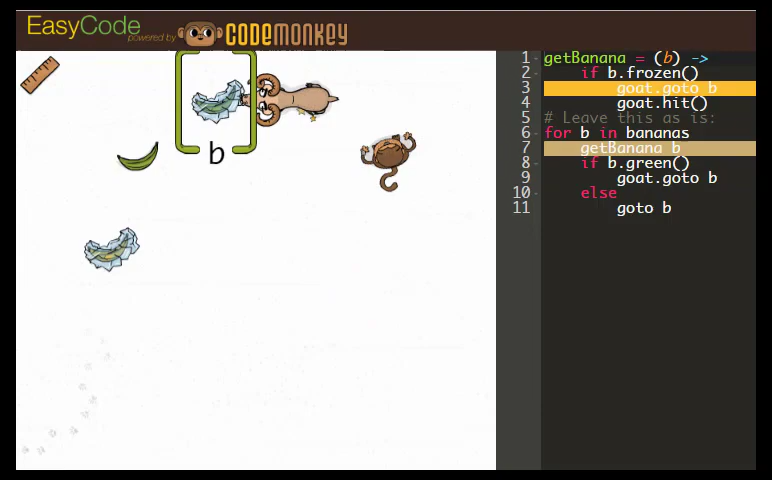 EasyCode
powered by
CODEMONKEY
b
1 getBanana = (b) ->
2 if b.frozen()
3 goat.goto b
4 goat.hit()
5 # Leave this as is:
6 for b in bananas
7 getBanana b
8 if b.green()
9 goat.goto b
10 else
11 goto b